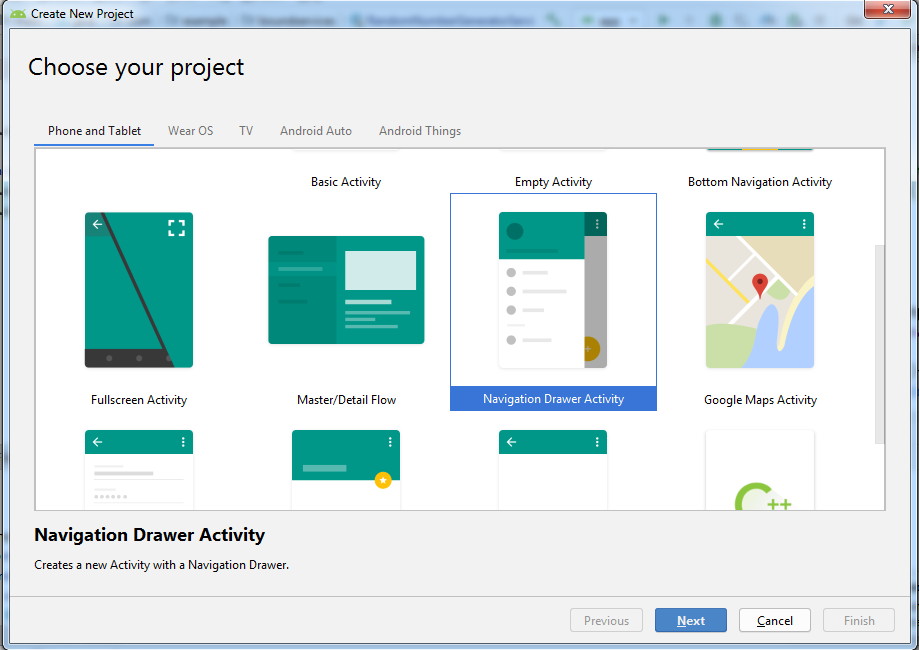 Create New Project
Choose your project
Phone and Tablet Wear OS TV Android Auto Android Things
Basic Activity Empty Activity Bottom Navigation Activity
Fullscreen Activity Master/Detail Flow Navigation Drawer Activity Google Maps Activity
C++
Navigation Drawer Activity
Creates a new Activity with a Navigation Drawer.
Previous Next Cancel Finish